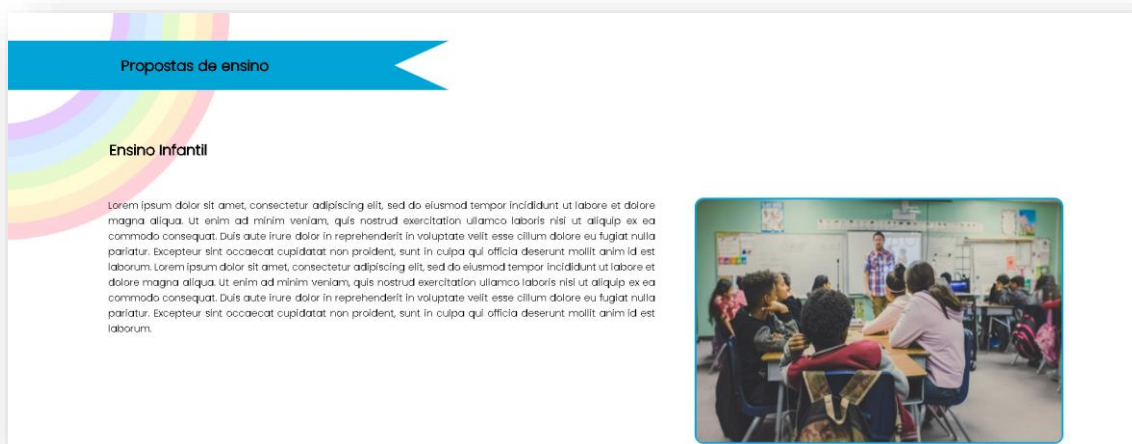 Propostas de ensino
Ensino Infantil
Lorem ipsum dolor sit amet, consectetur adipiscing elit, sed do eiusmod tempor incididunt ut labore et dolore
magna aliqua. Ut enim ad minim veniam, quis nostrud exercitation ullamco laboris nisi ut aliquip ex ea
commodo consequat. Duis aute irure dolor in reprehenderit in voluptate velit esse cillum dolore eu fugiat nulla
pariatur. Excepteur sint occaecat cupidatat non proident, sunt in culpa qui officia deserunt mollit anim id est
laborum. Lorem ipsum dolor sit amet, consectetur adipiscing elit, sed do eiusmod tempor incididunt ut labore et
dolore magna aliqua. Ut enim ad minim veniam, quis nostrud exercitation ullamco laboris nisi ut aliquip ex ea
commodo consequat. Duis aute irure dolor in reprehenderit in voluptate velit esse cillum dolore eu fugiat nulla
pariatur. Excepteur sint occaecat cupidatat non proident, sunt in culpa qui officia deserunt mollit anim id est
laborum.